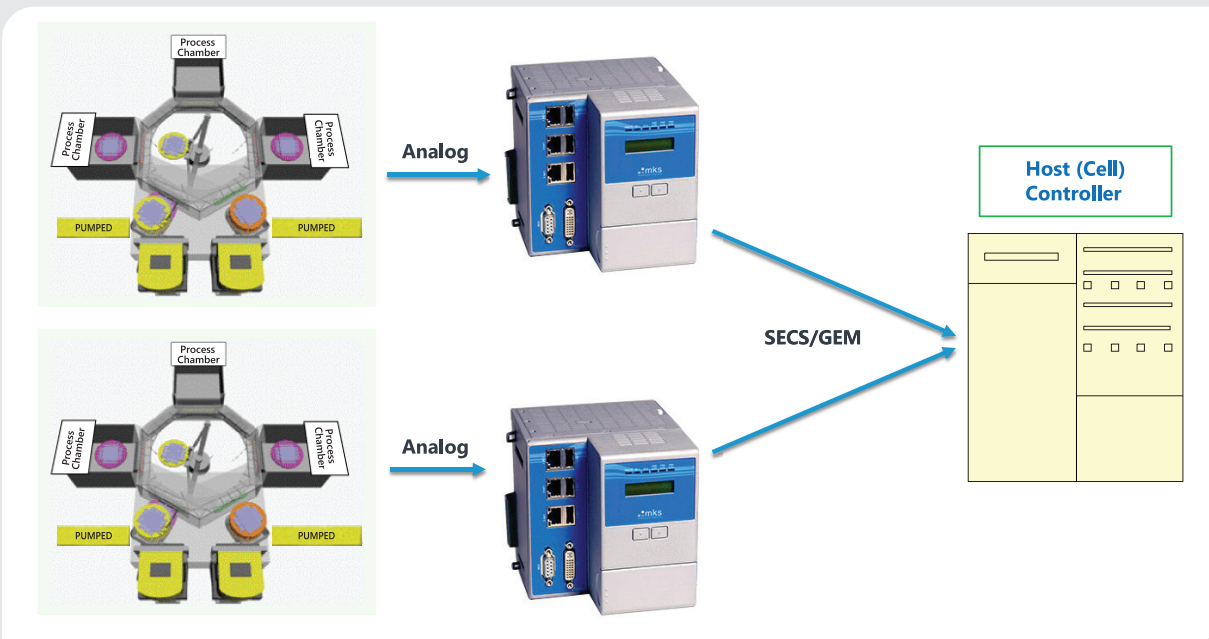 Process
Chamber
Process
Chamber
Process
Chamber
PUMPED
PUMPED
Analog
mks
Host (Cell)
Controller
SECS/GEM
Process
Chamber
Process
Chamber
Process
Chamber
PUMPED
PUMPED
Analog
mks